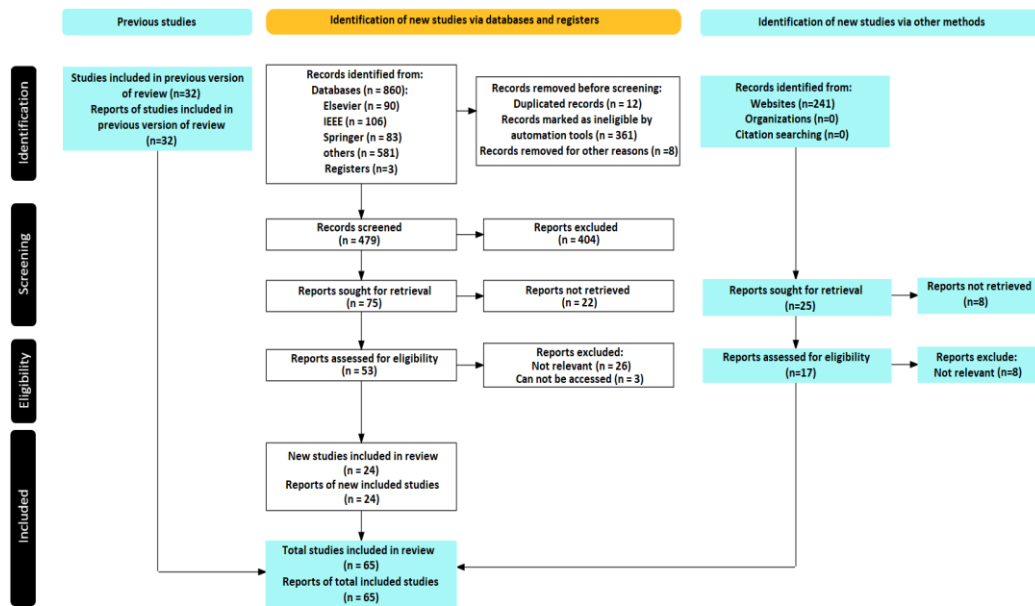 Previous studies
Identification of new studies via databases and registers
Identification of new studies via other methods
Identification
Studies included in previous version
of review (n=32)
Reports of studies included in
previous version of review
(n=32)
Records identified from:
Databases (n = 860):
Elsevier (n = 90)
IEEE (n = 106)
Springer (n = 83)
others (n = 581)
Registers (n=3)
Records removed before screening:
Duplicated records (n = 12)
Records marked as ineligible by
automation tools (n = 361)
Records removed for other reasons (n =8)
Records identified from:
Websites(n=241)
Organizations(n=0)
Citation searching(n=0)
Screening
Records screened
(n = 479)
Reports excluded
(n = 404)
Reports sought for retrieval
(n = 75)
Reports not retrieved
(n = 22)
Reports sought for retrieval
(n=25)
Reports not retrieved
(n=8)
Eligibility
Reports assessed for eligibility
(n = 53)
Reports excluded:
Not relevant (n = 26)
Can not be accessed (n = 3)
Reports assessed for eligibility
(n=17)
Reports exclude:
Not relevant (n=8)
Included
New studies included in review
(n = 24)
Reports of new included studies
(n = 24)
Total studies included in review
(n = 65)
Reports of total included studies
(n = 65)